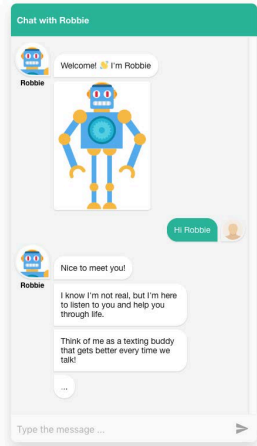 Chat with Robbie
Welcome! 👋 I'm Robbie
Robbie
Hi Robbie
Nice to meet you!
Robbie
I know I'm not real, but I'm here
to listen to you and help you
through life.
Think of me as a texting buddy
that gets better every time we
talk!
...
Type the message ...